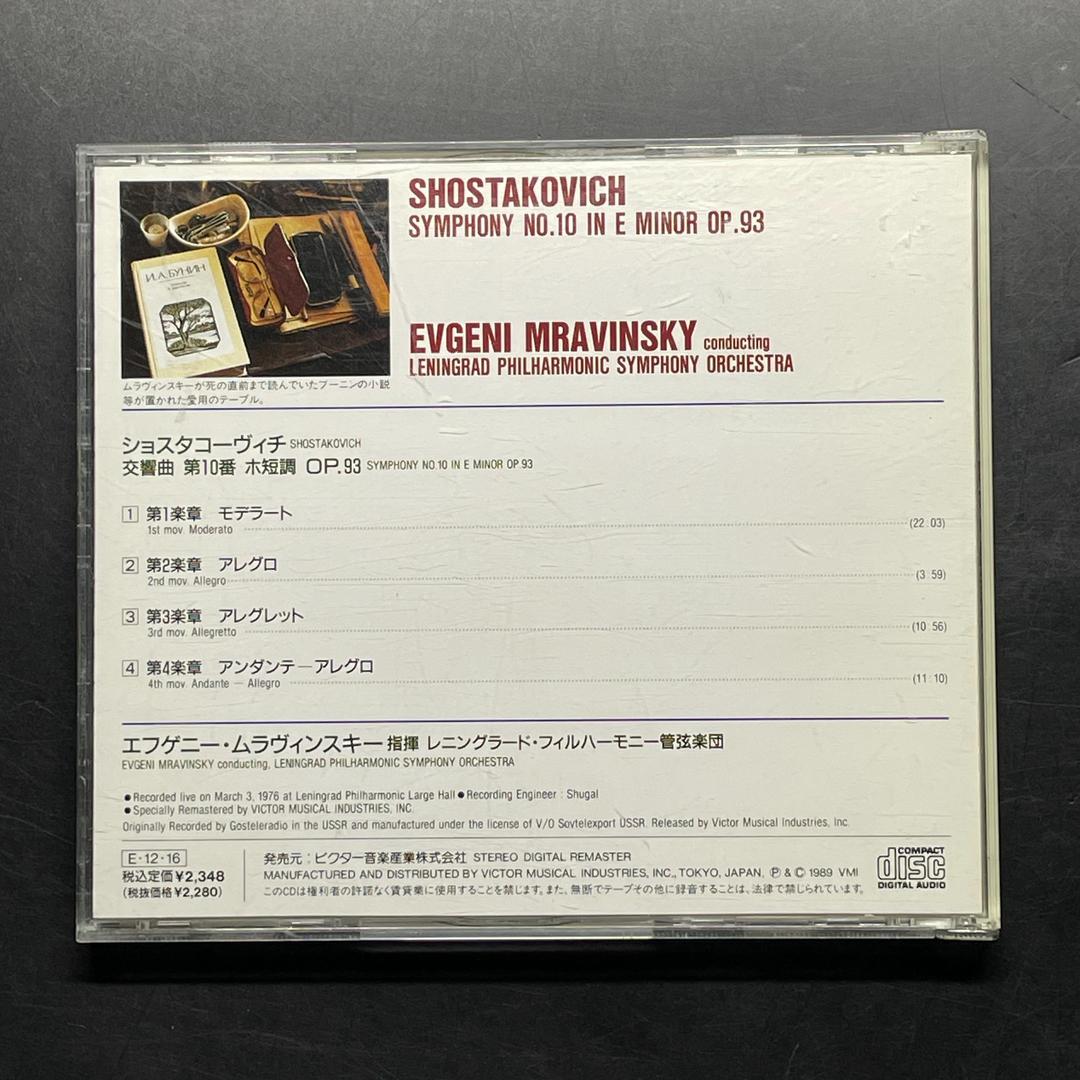 SHOSTAKOVICH
SYMPHONY NO.10 IN E MINOR OP.93
И.А.БУНИН
EVGENI MRAVINSKY conducting
LENINGRAD PHILHARMONIC SYMPHONY ORCHESTRA
ムラヴィンスキーが死の直前まで読んでいたブーニンの小説
等が置かれた愛用のテーブル。
ショスタコーヴィチ SHOSTAKOVICH
交響曲 第10番 ホ短調 OP.93 SYMPHONY NO.10 IN E MINOR OP.93
1 第1楽章 モデラート
1st mov. Moderato (22:03)
2 第2楽章 アレグロ
2nd mov. Allegro (3:59)
3 第3楽章 アレグレット
3rd mov. Allegretto (10:56)
4 第4楽章 アンダンテ—アレグロ
4th mov. Andante — Allegro (11:10)
エフゲニー・ムラヴィンスキー 指揮 レニングラード・フィルハーモニー管弦楽団
EVGENI MRAVINSKY conducting, LENINGRAD PHILHARMONIC SYMPHONY ORCHESTRA
●Recorded live on March 3, 1976 at Leningrad Philharmonic Large Hall ●Recording Engineer : Shugal
●Specially Remastered by VICTOR MUSICAL INDUSTRIES, INC.
Originally Recorded by Gosteleradio in the USSR and manufactured under the license of V/O Sovtelexport USSR. Released by Victor Musical Industries, Inc.
E・12・16
税込定価¥2,348
(税抜価格¥2,280)
発売元：ビクター音楽産業株式会社 STEREO DIGITAL REMASTER
MANUFACTURED AND DISTRIBUTED BY VICTOR MUSICAL INDUSTRIES, INC., TOKYO, JAPAN. Ⓟ & © 1989 VMI
このCDは権利者の許諾なく賃貸業に使用することを禁じます。また、無断でテープその他に録音することは、法律で禁じられています。
COMPACT
disc
DIGITAL AUDIO